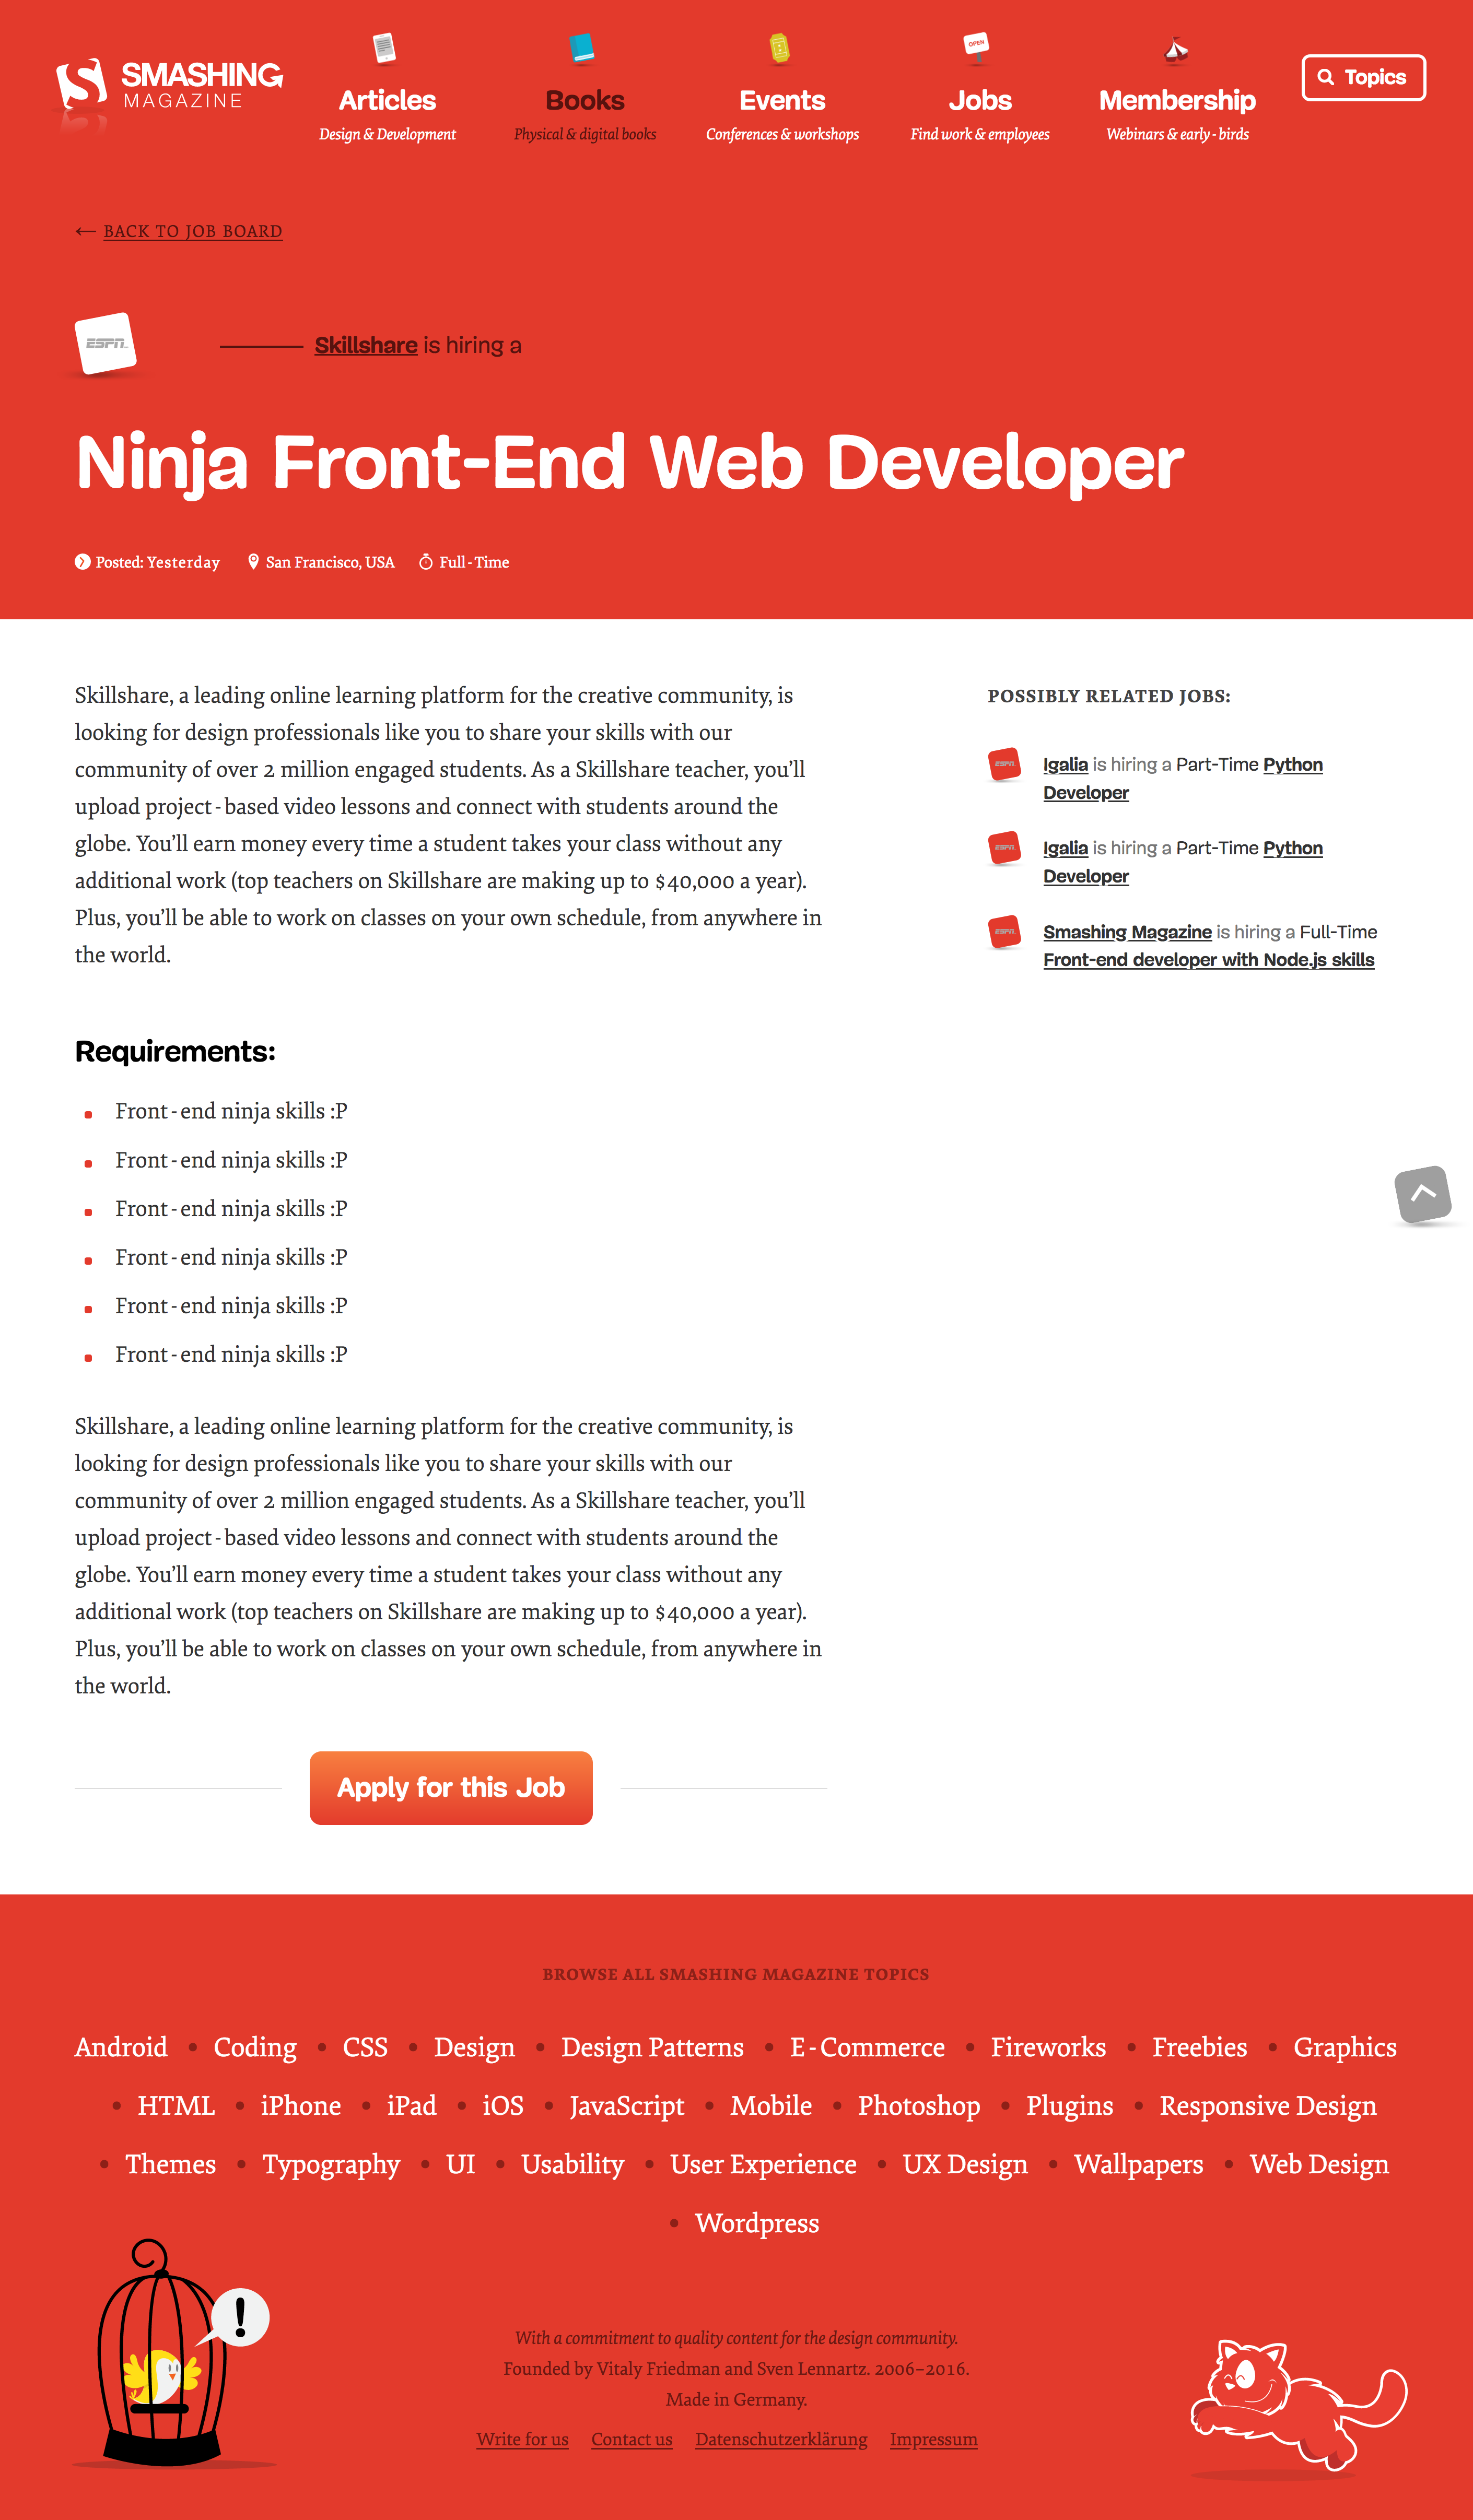 SMASHING
MAGAZINE
Articles
Design & Development
Books
Physical & digital books
Events
Conferences & workshops
OPEN
Jobs
Find work & employees
Membership
Webinars & early-birds
Topics
← BACK TO JOB BOARD
ESPN
Skillshare is hiring a
Ninja Front-End Web Developer
Posted: Yesterday
San Francisco, USA
Full-Time
Skillshare, a leading online learning platform for the creative community, is
looking for design professionals like you to share your skills with our
community of over 2 million engaged students. As a Skillshare teacher, you’ll
upload project-based video lessons and connect with students around the
globe. You’ll earn money every time a student takes your class without any
additional work (top teachers on Skillshare are making up to $40,000 a year).
Plus, you’ll be able to work on classes on your own schedule, from anywhere in
the world.
Requirements:
Front-end ninja skills :P
Front-end ninja skills :P
Front-end ninja skills :P
Front-end ninja skills :P
Front-end ninja skills :P
Front-end ninja skills :P
Skillshare, a leading online learning platform for the creative community, is
looking for design professionals like you to share your skills with our
community of over 2 million engaged students. As a Skillshare teacher, you’ll
upload project-based video lessons and connect with students around the
globe. You’ll earn money every time a student takes your class without any
additional work (top teachers on Skillshare are making up to $40,000 a year).
Plus, you’ll be able to work on classes on your own schedule, from anywhere in
the world.
Apply for this Job
POSSIBLY RELATED JOBS:
ESPN
Igalia is hiring a Part-Time Python
Developer
ESPN
Igalia is hiring a Part-Time Python
Developer
ESPN
Smashing Magazine is hiring a Full-Time
Front-end developer with Node.js skills
BROWSE ALL SMASHING MAGAZINE TOPICS
Android • Coding • CSS • Design • Design Patterns • E-Commerce • Fireworks • Freebies • Graphics
• HTML • iPhone • iPad • iOS • JavaScript • Mobile • Photoshop • Plugins • Responsive Design
• Themes • Typography • UI • Usability • User Experience • UX Design • Wallpapers • Web Design
• Wordpress
!
With a commitment to quality content for the design community.
Founded by Vitaly Friedman and Sven Lennartz. 2006–2016.
Made in Germany.
Write for us Contact us Datenschutzerklärung Impressum